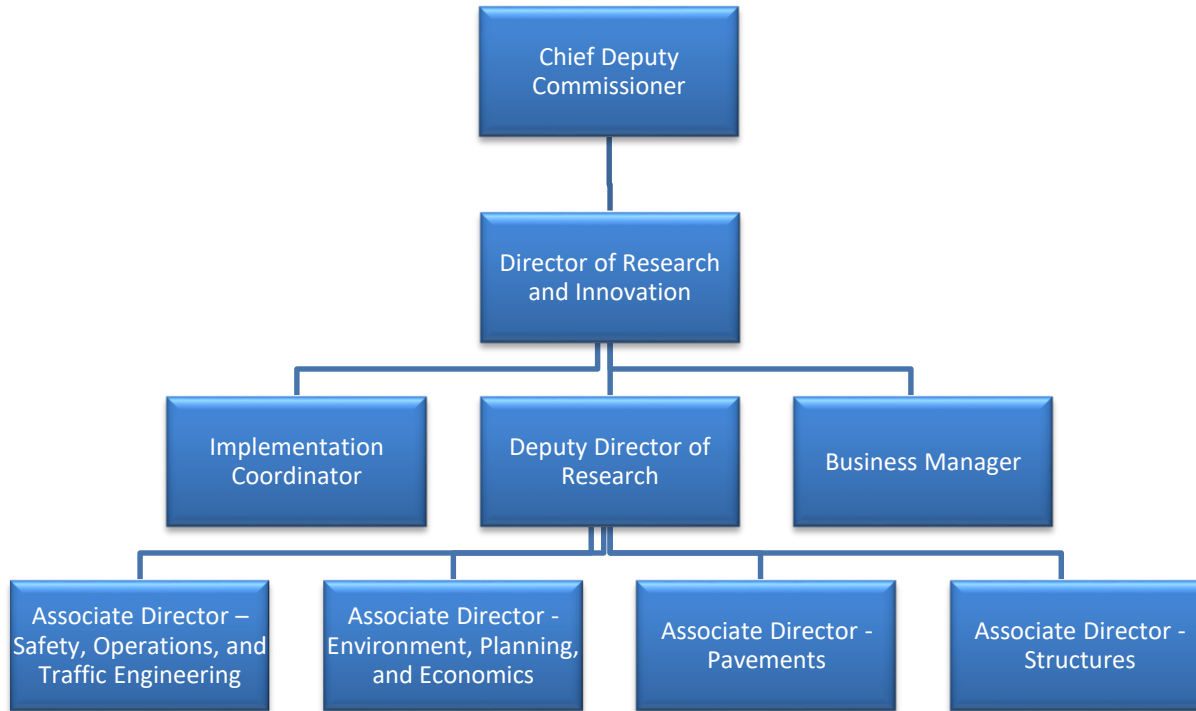 Chief Deputy
Commissioner
Director of Research
and Innovation
Implementation
Coordinator
Deputy Director of
Research
Business Manager
Associate Director –
Safety, Operations, and
Traffic Engineering
Associate Director -
Environment, Planning,
and Economics
Associate Director -
Pavements
Associate Director -
Structures